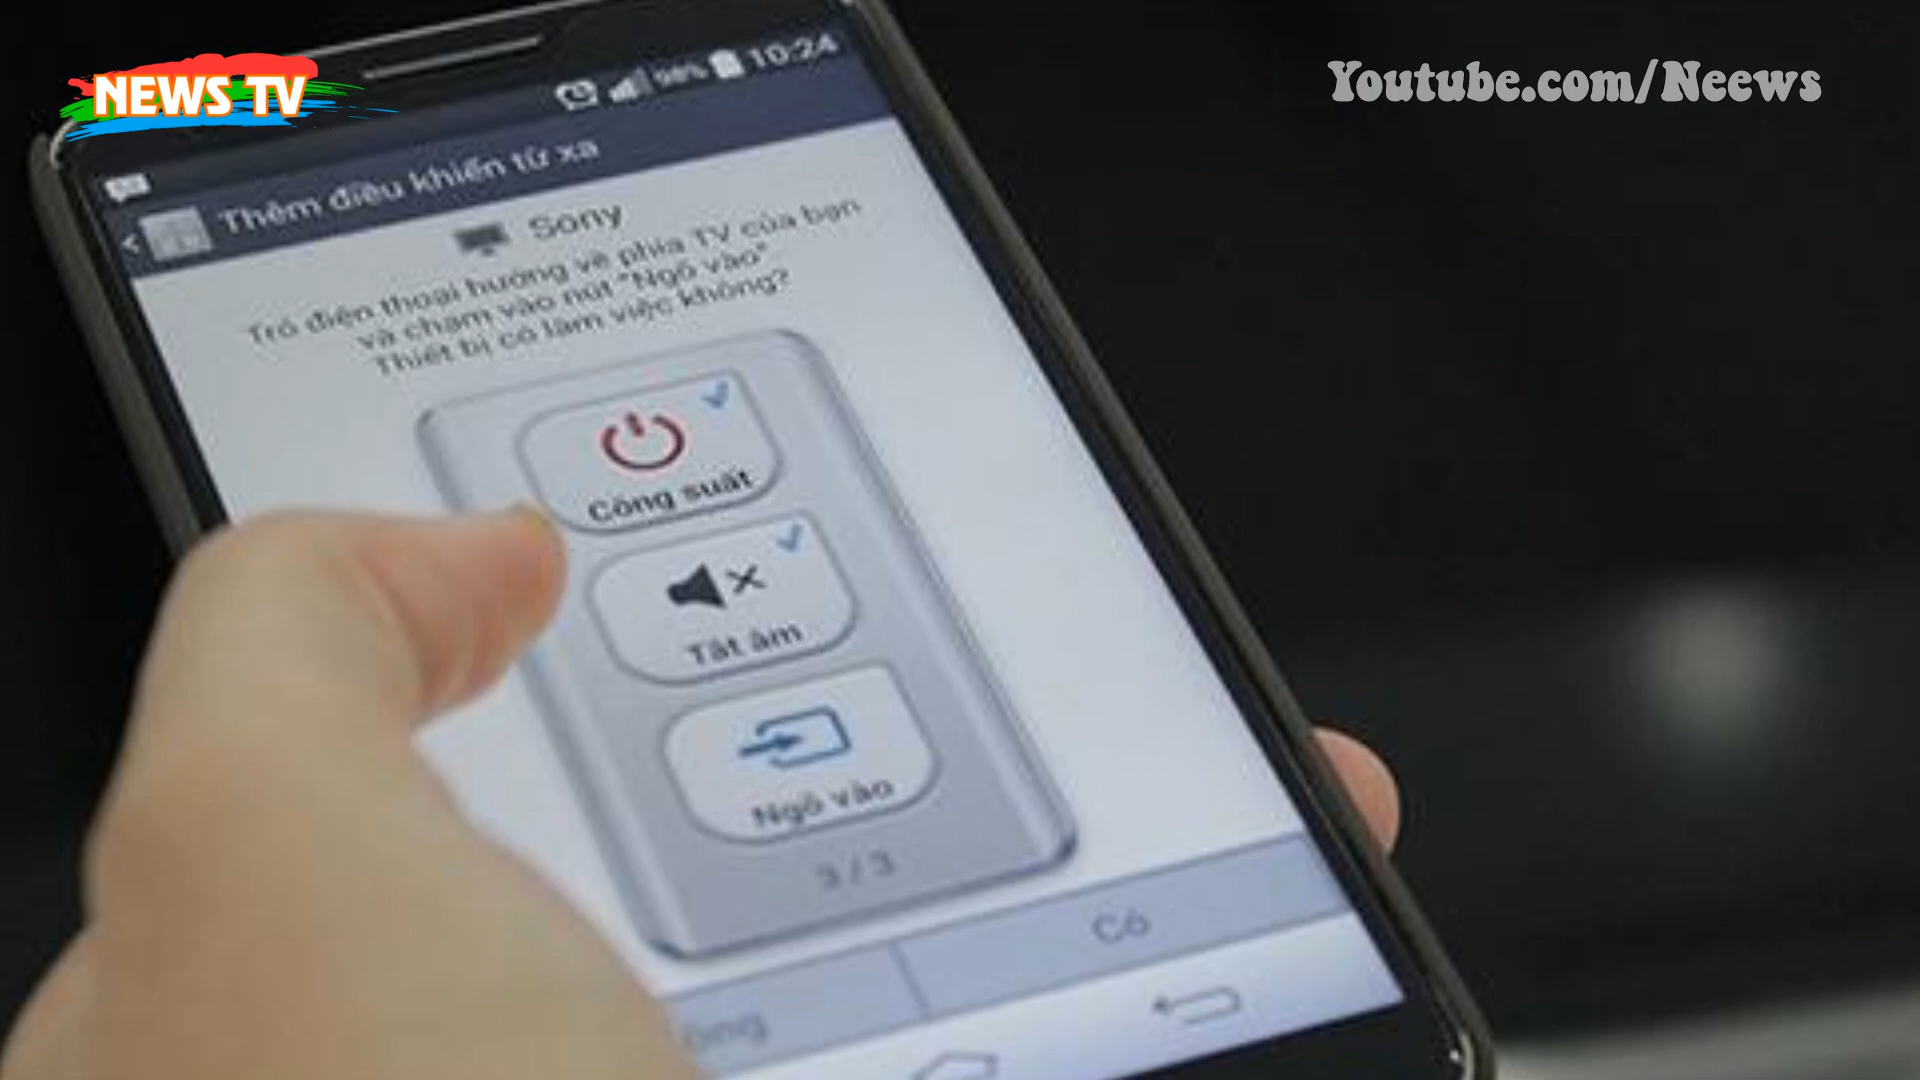 NEWS TV
Youtube.com/Neews
98% 10:24
Thêm điều khiển từ xa
Sony
Trỏ điện thoại hướng về phía TV của bạn
và chạm vào nút "Ngõ vào"
Thiết bị có làm việc không?
Công suất
Tắt âm
Ngõ vào
3/3
Có